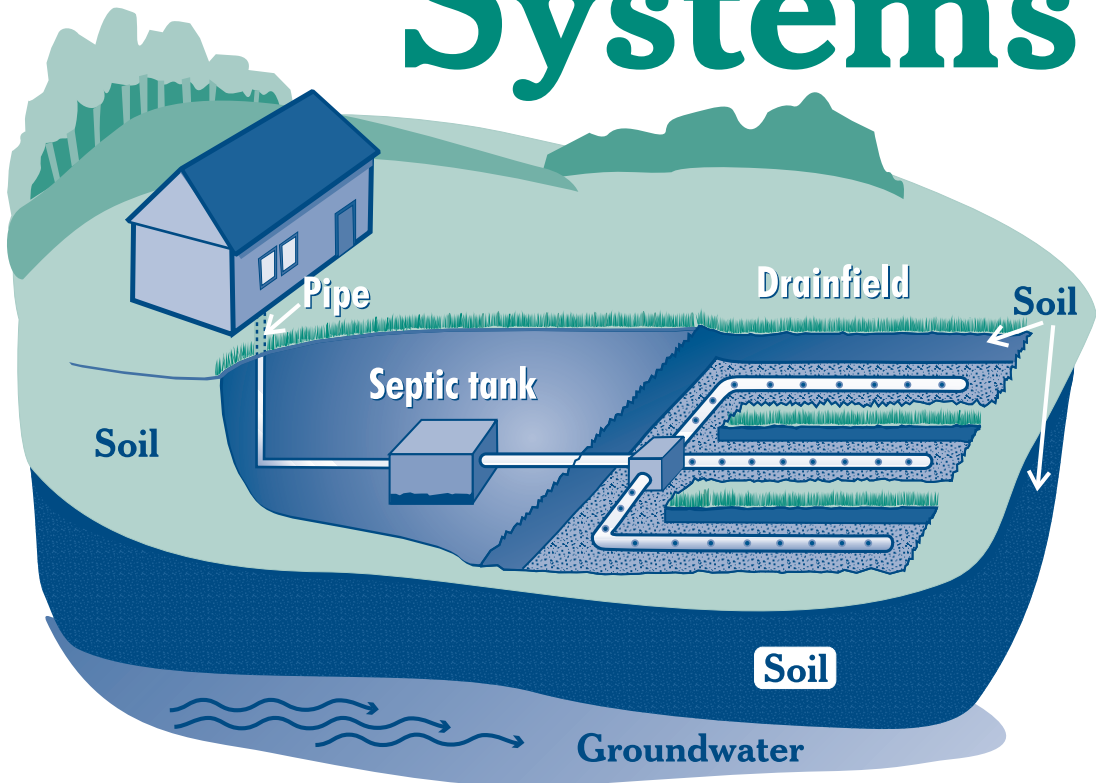 Systems
Pipe
Drainfield
Soil
Septic tank
Soil
Soil
Groundwater